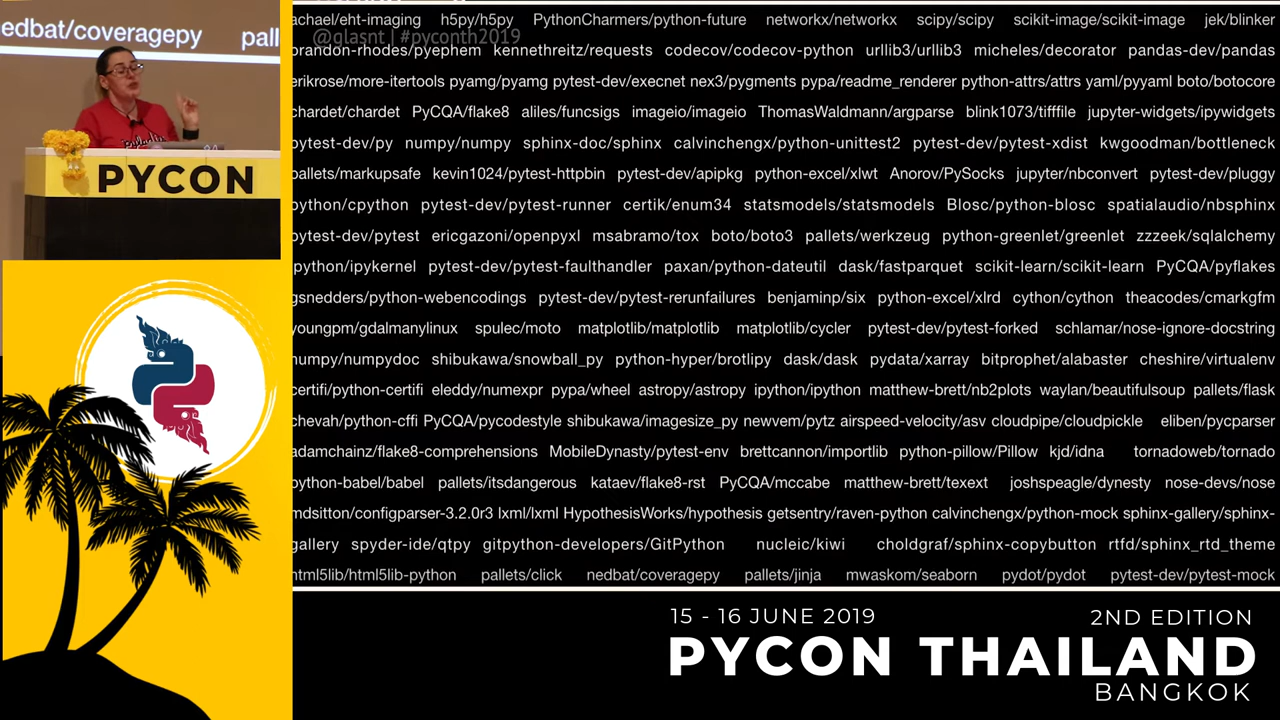 edbat/coveragepy pall
PYCON
@glasnt | #pyconth2019
achael/eht-imaging h5py/h5py PythonCharmers/python-future networkx/networkx scipy/scipy scikit-image/scikit-image jek/blinker
brandon-rhodes/pyephem kennethreitz/requests codecov/codecov-python urllib3/urllib3 micheles/decorator pandas-dev/pandas
erikrose/more-itertools pyamg/pyamg pytest-dev/execnet nex3/pygments pypa/readme_renderer python-attrs/attrs yaml/pyyaml boto/botocore
chardet/chardet PyCQA/flake8 aliles/funcsigs imageio/imageio ThomasWaldmann/argparse blink1073/tifffile jupyter-widgets/ipywidgets
pytest-dev/py numpy/numpy sphinx-doc/sphinx calvinchengx/python-unittest2 pytest-dev/pytest-xdist kwgoodman/bottleneck
pallets/markupsafe kevin1024/pytest-httpbin pytest-dev/apipkg python-excel/xlwt Anorov/PySocks jupyter/nbconvert pytest-dev/pluggy
python/cpython pytest-dev/pytest-runner certik/enum34 statsmodels/statsmodels Blosc/python-blosc spatialaudio/nbsphinx
pytest-dev/pytest ericgazoni/openpyxl msabramo/tox boto/boto3 pallets/werkzeug python-greenlet/greenlet zzzeek/sqlalchemy
ipython/ipykernel pytest-dev/pytest-faulthandler paxan/python-dateutil dask/fastparquet scikit-learn/scikit-learn PyCQA/pyflakes
gsnedders/python-webencodings pytest-dev/pytest-rerunfailures benjaminp/six python-excel/xlrd cython/cython theacodes/cmarkgfm
youngpm/gdalmanylinux spulec/moto matplotlib/matplotlib matplotlib/cycler pytest-dev/pytest-forked schlamar/nose-ignore-docstring
numpy/numpydoc shibukawa/snowball_py python-hyper/brotlipy dask/dask pydata/xarray bitprophet/alabaster cheshire/virtualenv
certifi/python-certifi eleddy/numexpr pypa/wheel astropy/astropy ipython/ipython matthew-brett/nb2plots waylan/beautifulsoup pallets/flask
chevah/python-cffi PyCQA/pycodestyle shibukawa/imagesize_py newvem/pytz airspeed-velocity/asv cloudpipe/cloudpickle eliben/pycparser
adamchainz/flake8-comprehensions MobileDynasty/pytest-env brettcannon/importlib python-pillow/Pillow kjd/idna tornadoweb/tornado
python-babel/babel pallets/itsdangerous kataev/flake8-rst PyCQA/mccabe matthew-brett/texext joshspeagle/dynesty nose-devs/nose
mdsitton/configparser-3.2.0r3 lxml/lxml HypothesisWorks/hypothesis getsentry/raven-python calvinchengx/python-mock sphinx-gallery/sphinx-
gallery spyder-ide/qtpy gitpython-developers/GitPython nucleic/kiwi choldgraf/sphinx-copybutton rtfd/sphinx_rtd_theme
html5lib/html5lib-python pallets/click nedbat/coveragepy pallets/jinja mwaskom/seaborn pydot/pydot pytest-dev/pytest-mock
15 - 16 JUNE 2019
2ND EDITION
PYCON THAILAND
BANGKOK